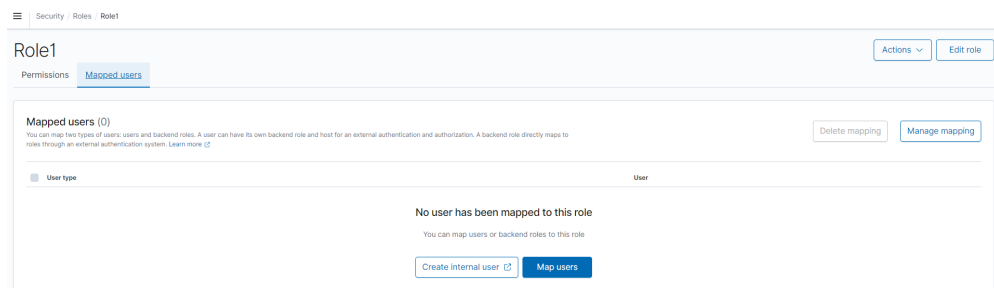 Security / Roles / Role1
Role1
Actions
Edit role
Permissions
Mapped users
Mapped users (0)
You can map two types of users: users and backend roles. A user can have its own backend role and host for an external authentication and authorization. A backend role directly maps to
roles through an external authentication system. Learn more
Delete mapping
Manage mapping
User type
User
No user has been mapped to this role
You can map users or backend roles to this role
Create internal user
Map users